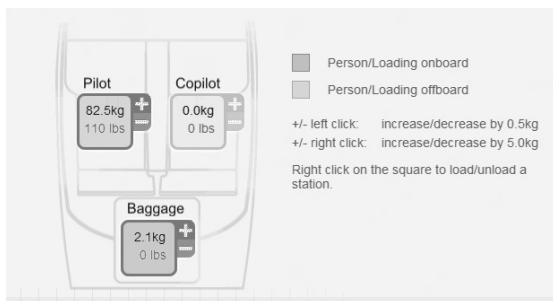 Pilot
82.5kg
110 lbs
Copilot
0.0kg
0 lbs
Baggage
2.1kg
0 lbs
Person/Loading onboard
Person/Loading offboard
+/- left click: increase/decrease by 0.5kg
+/- right click: increase/decrease by 5.0kg
Right click on the square to load/unload a
station.